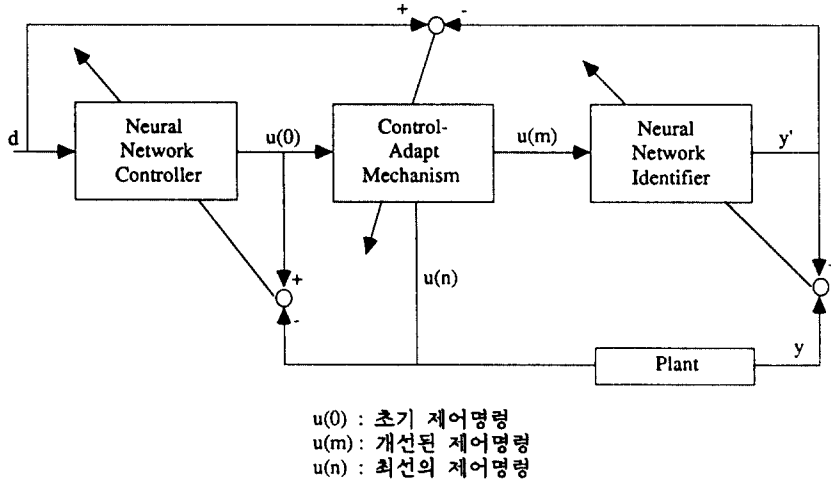 + -
d
Neural
Network
Controller
u(0)
Control-
Adapt
Mechanism
u(m)
Neural
Network
Identifier
y'
+
-
u(n)
-
y
Plant
u(0) : 초기 제어명령
u(m) : 개선된 제어명령
u(n) : 최선의 제어명령